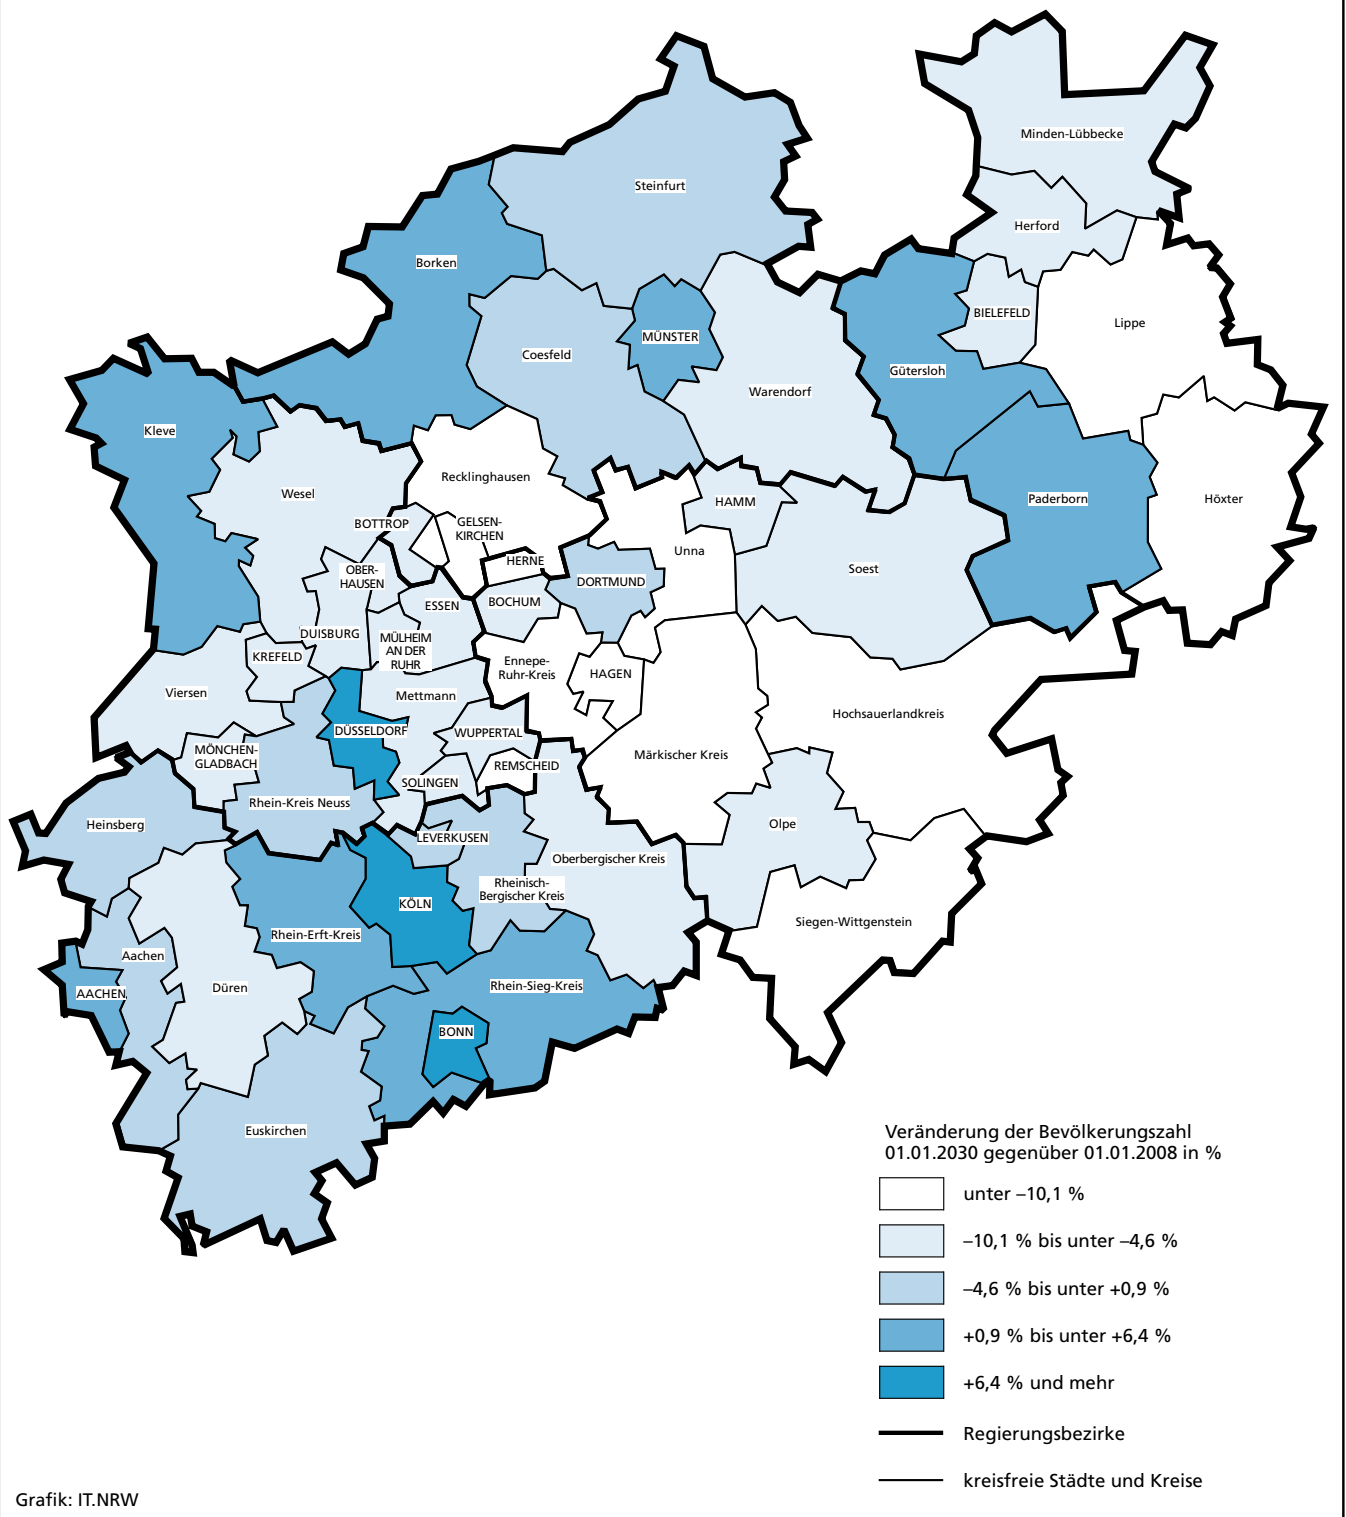 Minden-Lübbecke
Steinfurt
Herford
Borken
BIELEFELD
Lippe
MÜNSTER
Coesfeld
Gütersloh
Warendorf
Kleve
Recklinghausen
Wesel
Paderborn
Höxter
HAMM
BOTTROP
GELSEN-
KIRCHEN
Unna
HERNE
Soest
OBER-
HAUSEN
DORTMUND
ESSEN
BOCHUM
DUISBURG
MÜLHEIM
AN DER
RUHR
KREFELD
Ennepe-
Ruhr-Kreis
HAGEN
Viersen
Mettmann
Hochsauerlandkreis
DÜSSELDORF
WUPPERTAL
MÖNCHEN-
GLADBACH
Märkischer Kreis
REMSCHEID
SOLINGEN
Rhein-Kreis Neuss
Heinsberg
Olpe
LEVERKUSEN
Oberbergischer Kreis
Rheinisch-
Bergischer Kreis
KÖLN
Siegen-Wittgenstein
Rhein-Erft-Kreis
Aachen
Düren
Rhein-Sieg-Kreis
AACHEN
BONN
Euskirchen
Veränderung der Bevölkerungszahl
01.01.2030 gegenüber 01.01.2008 in %
unter –10,1 %
–10,1 % bis unter –4,6 %
–4,6 % bis unter +0,9 %
+0,9 % bis unter +6,4 %
+6,4 % und mehr
Regierungsbezirke
kreisfreie Städte und Kreise
Grafik: IT.NRW